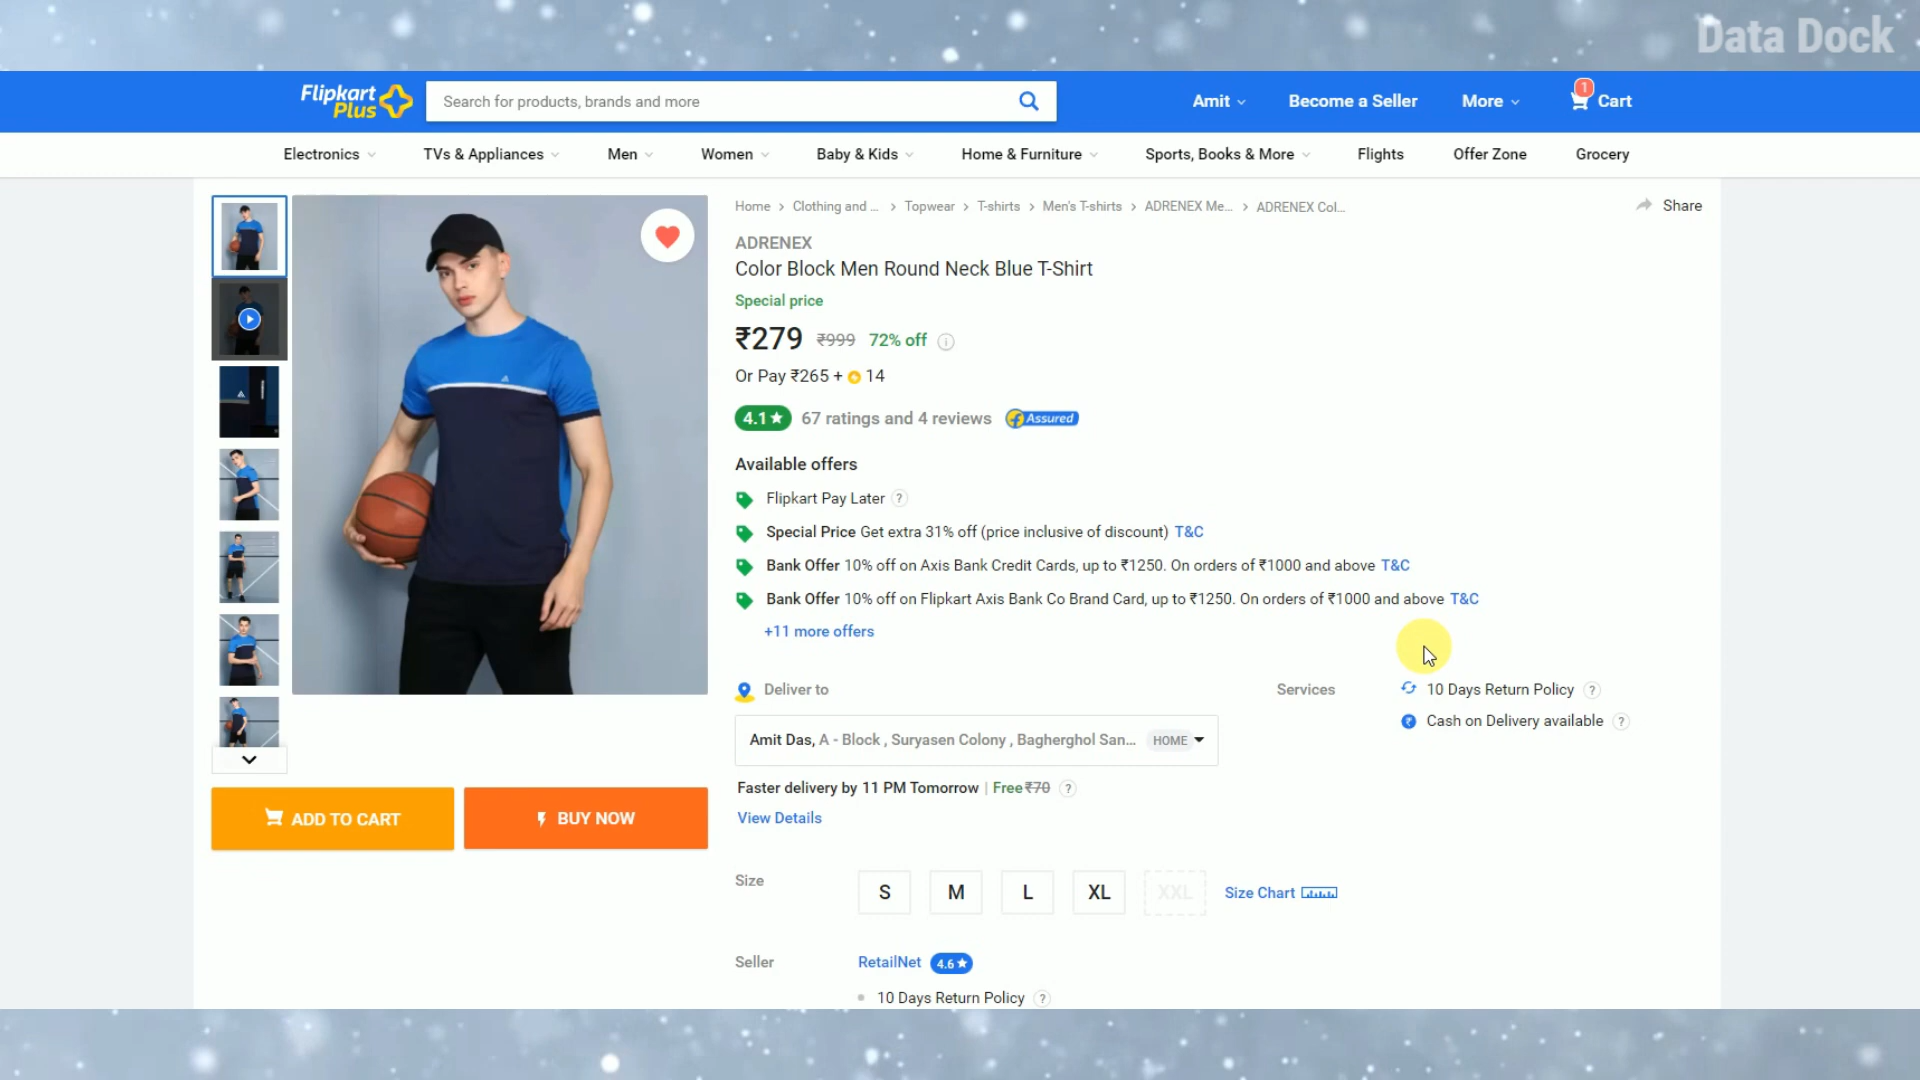 Data Dock
Flipkart
Plus
Search for products, brands and more
Amit
Become a Seller
More
1
Cart
Electronics
TVs & Appliances
Men
Women
Baby & Kids
Home & Furniture
Sports, Books & More
Flights
Offer Zone
Grocery
Home > Clothing and ... > Topwear > T-shirts > Men's T-shirts > ADRENEX Me... > ADRENEX Col...
Share
ADRENEX
Color Block Men Round Neck Blue T-Shirt
Special price
₹279 ₹999 72% off
Or Pay ₹265 + 14
4.1★ 67 ratings and 4 reviews Assured
Available offers
Flipkart Pay Later ?
Special Price Get extra 31% off (price inclusive of discount) T&C
Bank Offer 10% off on Axis Bank Credit Cards, up to ₹1250. On orders of ₹1000 and above T&C
Bank Offer 10% off on Flipkart Axis Bank Co Brand Card, up to ₹1250. On orders of ₹1000 and above T&C
+11 more offers
Deliver to
Amit Das, A - Block , Suryasen Colony , Bagherghol San... HOME
Faster delivery by 11 PM Tomorrow | Free ₹70 ?
View Details
Services
10 Days Return Policy ?
Cash on Delivery available ?
ADD TO CART
BUY NOW
Size
S
M
L
XL
XXL
Size Chart
Seller
RetailNet 4.6★
10 Days Return Policy ?